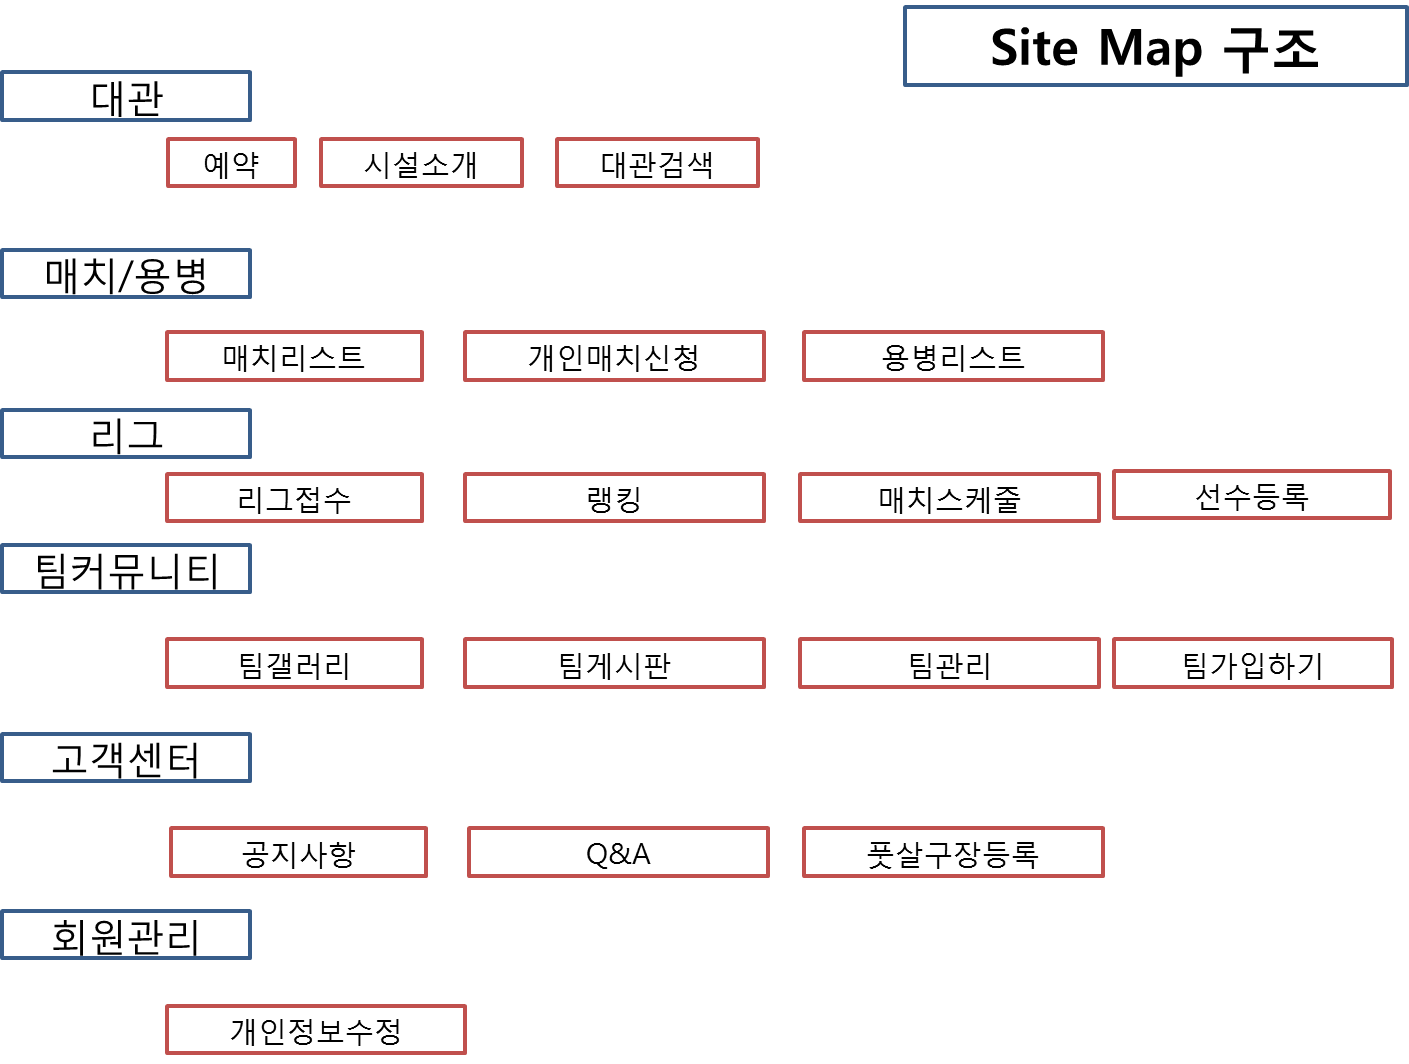 Site Map 구조
대관
예약
시설소개
대관검색
매치/용병
매치리스트
개인매치신청
용병리스트
리그
리그접수
랭킹
매치스케줄
선수등록
팀커뮤니티
팀갤러리
팀게시판
팀관리
팀가입하기
고객센터
공지사항
Q&A
풋살구장등록
회원관리
개인정보수정